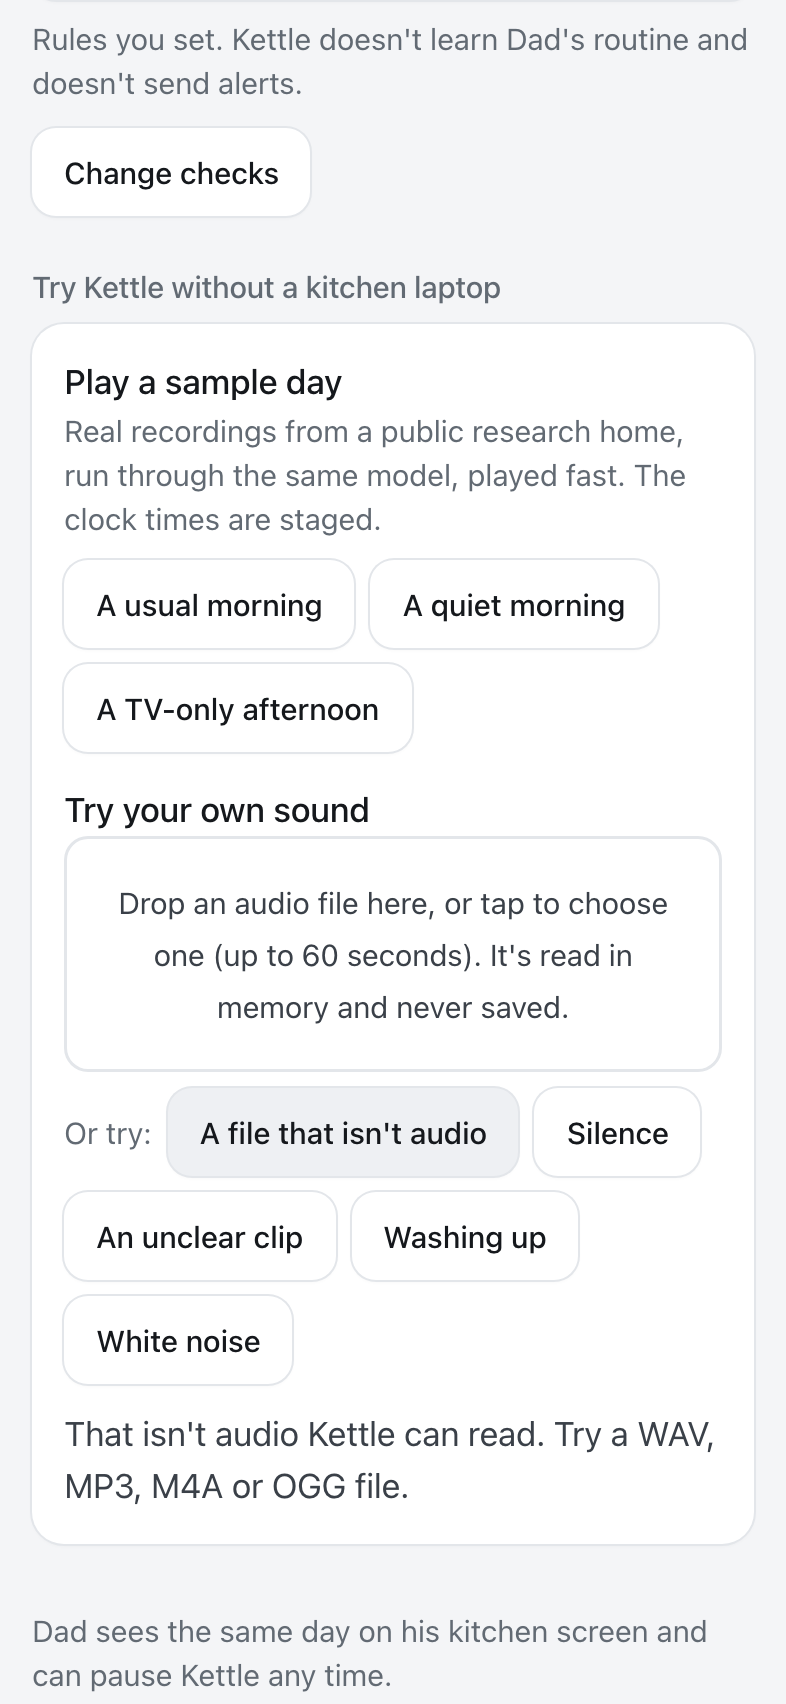 Rules you set. Kettle doesn't learn Dad's routine and
doesn't send alerts.
Change checks
Try Kettle without a kitchen laptop
Play a sample day
Real recordings from a public research home,
run through the same model, played fast. The
clock times are staged.
A usual morning
A quiet morning
A TV-only afternoon
Try your own sound
Drop an audio file here, or tap to choose
one (up to 60 seconds). It's read in
memory and never saved.
Or try:
A file that isn't audio
Silence
An unclear clip
Washing up
White noise
That isn't audio Kettle can read. Try a WAV,
MP3, M4A or OGG file.
Dad sees the same day on his kitchen screen and
can pause Kettle any time.